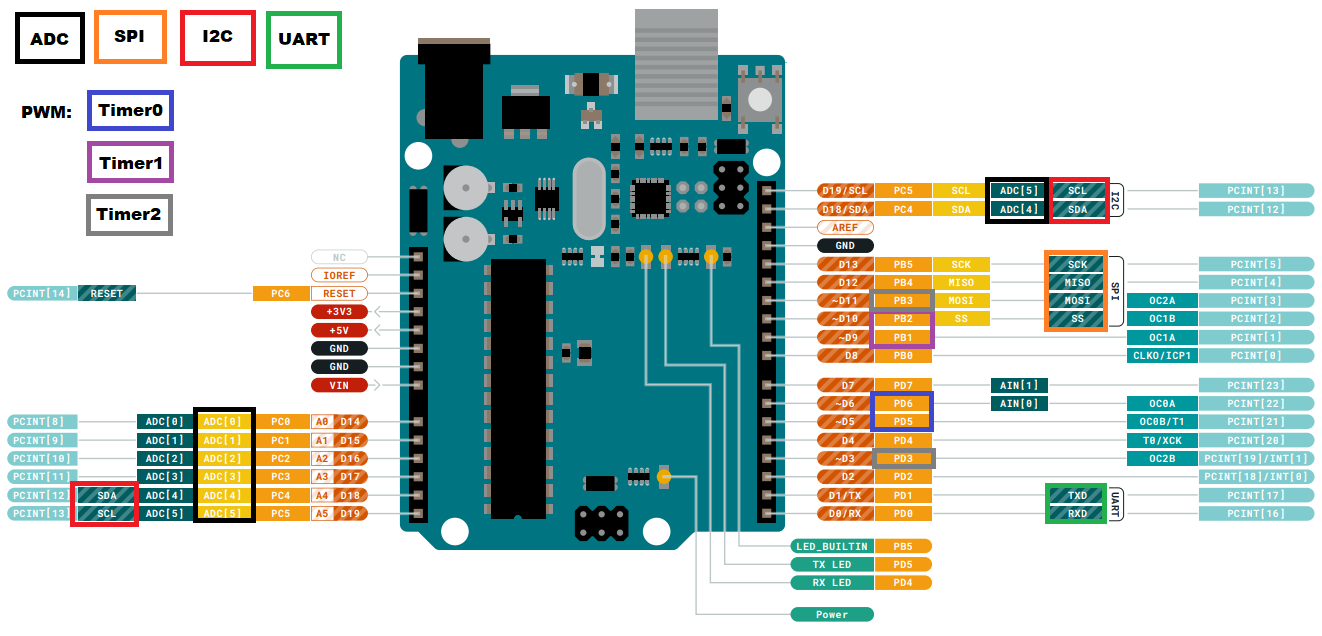 ADC SPI I2C UART
PWM: Timer0
Timer1
Timer2
D19/SCL PC5 SCL ADC[5] SCL PCINT[13]
D18/SDA PC4 SDA ADC[4] SDA PCINT[12]
I2C
AREF
GND
D13 PB5 SCK SCK PCINT[5]
D12 PB4 MISO MISO PCINT[4]
~D11 PB3 MOSI MOSI OC2A PCINT[3]
~D10 PB2 SS SS OC1B PCINT[2]
SPI
~D9 PB1 OC1A PCINT[1]
D8 PB0 CLKO/ICP1 PCINT[0]
D7 PD7 AIN[1] PCINT[23]
~D6 PD6 AIN[0] OC0A PCINT[22]
~D5 PD5 OC0B/T1 PCINT[21]
D4 PD4 T0/XCK PCINT[20]
~D3 PD3 OC2B PCINT[19]/INT[1]
D2 PD2 PCINT[18]/INT[0]
D1/TX PD1 TXD PCINT[17]
D0/RX PD0 RXD PCINT[16]
UART
NC
IOREF
PCINT[14] RESET PC6 RESET
+3V3
+5V
GND
GND
VIN
PCINT[8] ADC[0] ADC[0] PC0 A0 D14
PCINT[9] ADC[1] ADC[1] PC1 A1 D15
PCINT[10] ADC[2] ADC[2] PC2 A2 D16
PCINT[11] ADC[3] ADC[3] PC3 A3 D17
PCINT[12] SDA ADC[4] ADC[4] PC4 A4 D18
PCINT[13] SCL ADC[5] ADC[5] PC5 A5 D19
LED_BUILTIN PB5
TX LED PD5
RX LED PD4
Power